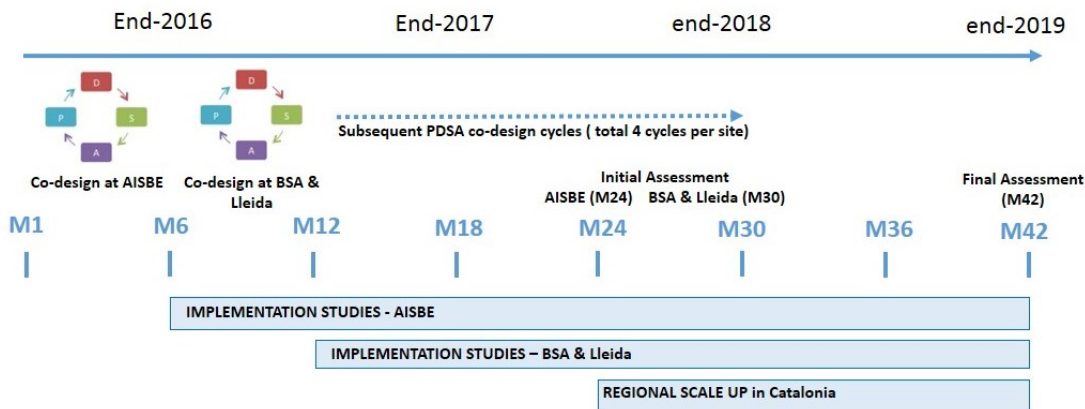 End-2016 End-2017 end-2018 end-2019
D D
P S P S
A A
Subsequent PDSA co-design cycles ( total 4 cycles per site)
Co-design at AISBE Co-design at BSA &
Lleida
Initial Assessment
AISBE (M24) BSA & Lleida (M30)
Final Assessment
(M42)
M1 M6 M12 M18 M24 M30 M36 M42
IMPLEMENTATION STUDIES - AISBE
IMPLEMENTATION STUDIES – BSA & Lleida
REGIONAL SCALE UP in Catalonia